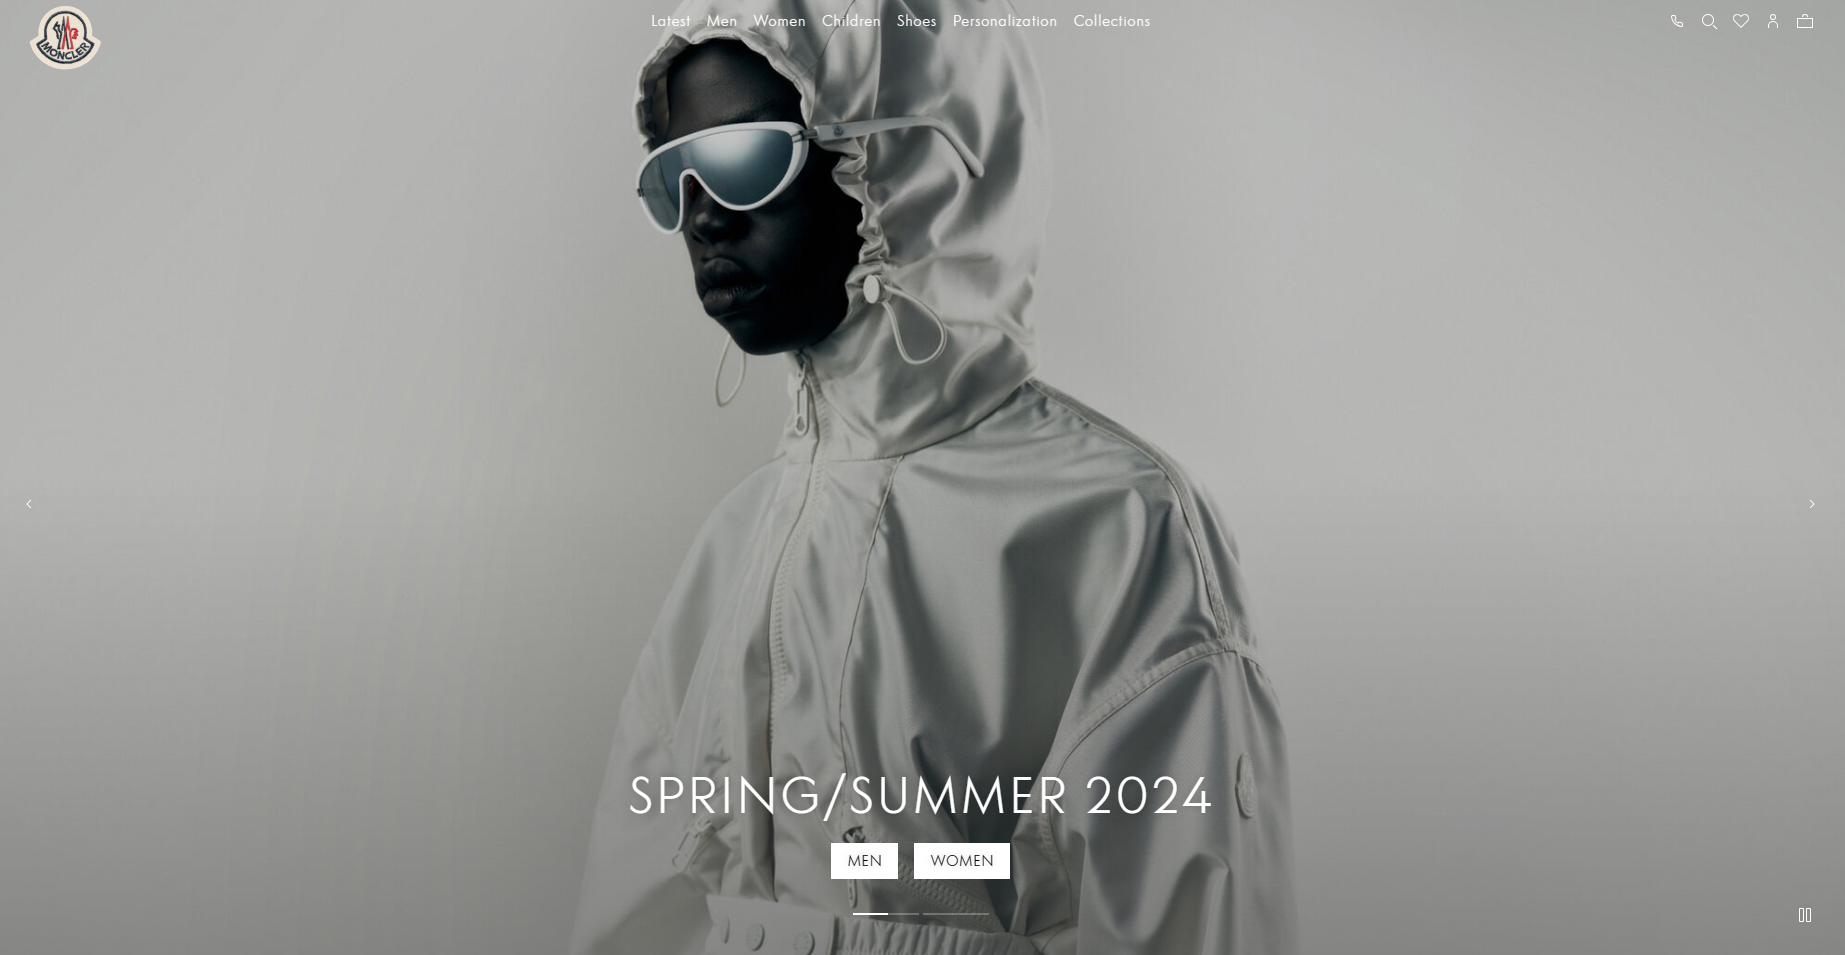 MONCLER
Latest Men Women Children Shoes Personalization Collections
SPRING/SUMMER 2024
MEN WOMEN